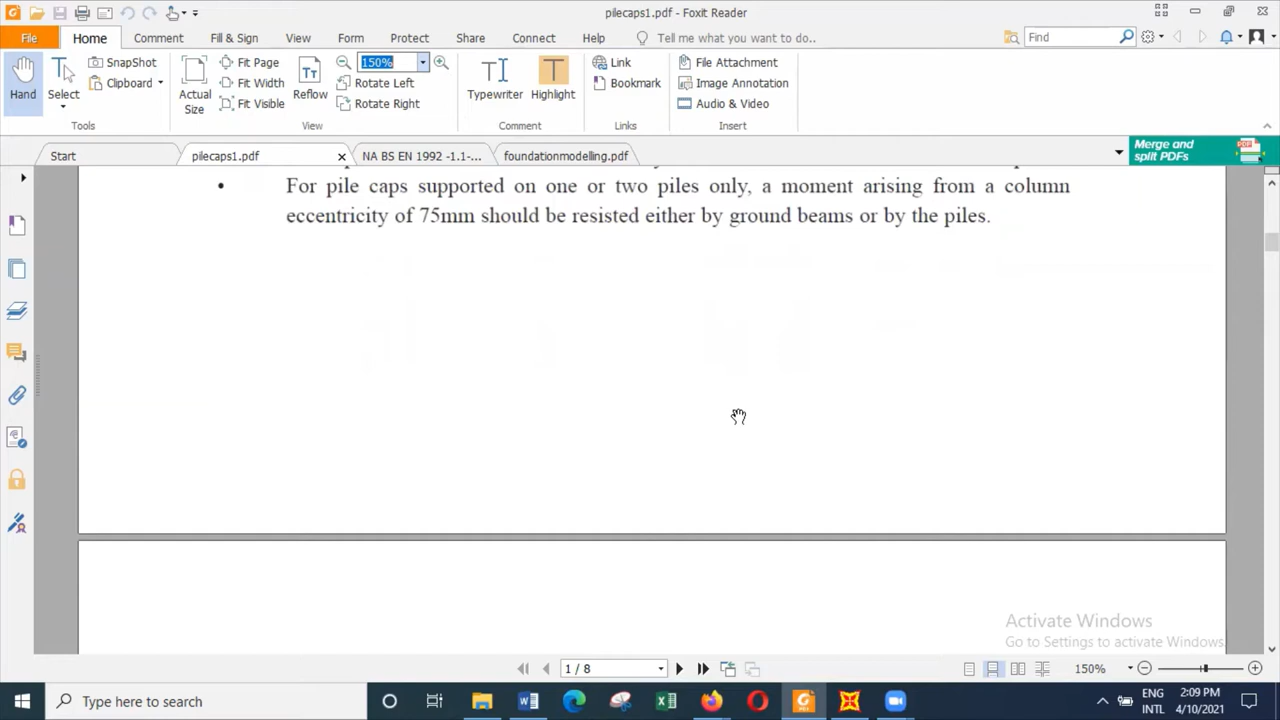 pilecaps1.pdf - Foxit Reader
File
Home
Comment
Fill & Sign
View
Form
Protect
Share
Connect
Help
Tell me what you want to do..
Find
Hand
Select
SnapShot
Clipboard
Tools
Actual
Size
Fit Page
Fit Width
Fit Visible
Reflow
150%
Rotate Left
Rotate Right
View
Typewriter
Highlight
Comment
Link
Bookmark
Links
File Attachment
Image Annotation
Audio & Video
Insert
Start
pilecaps1.pdf
NA BS EN 1992 -1.1-...
foundationmodelling.pdf
Merge and
split PDFs
• For pile caps supported on one or two piles only, a moment arising from a column
eccentricity of 75mm should be resisted either by ground beams or by the piles.
Activate Windows
Go to Settings to activate Windows.
1 / 8
150%
Type here to search
ENG
INTL
2:09 PM
4/10/2021